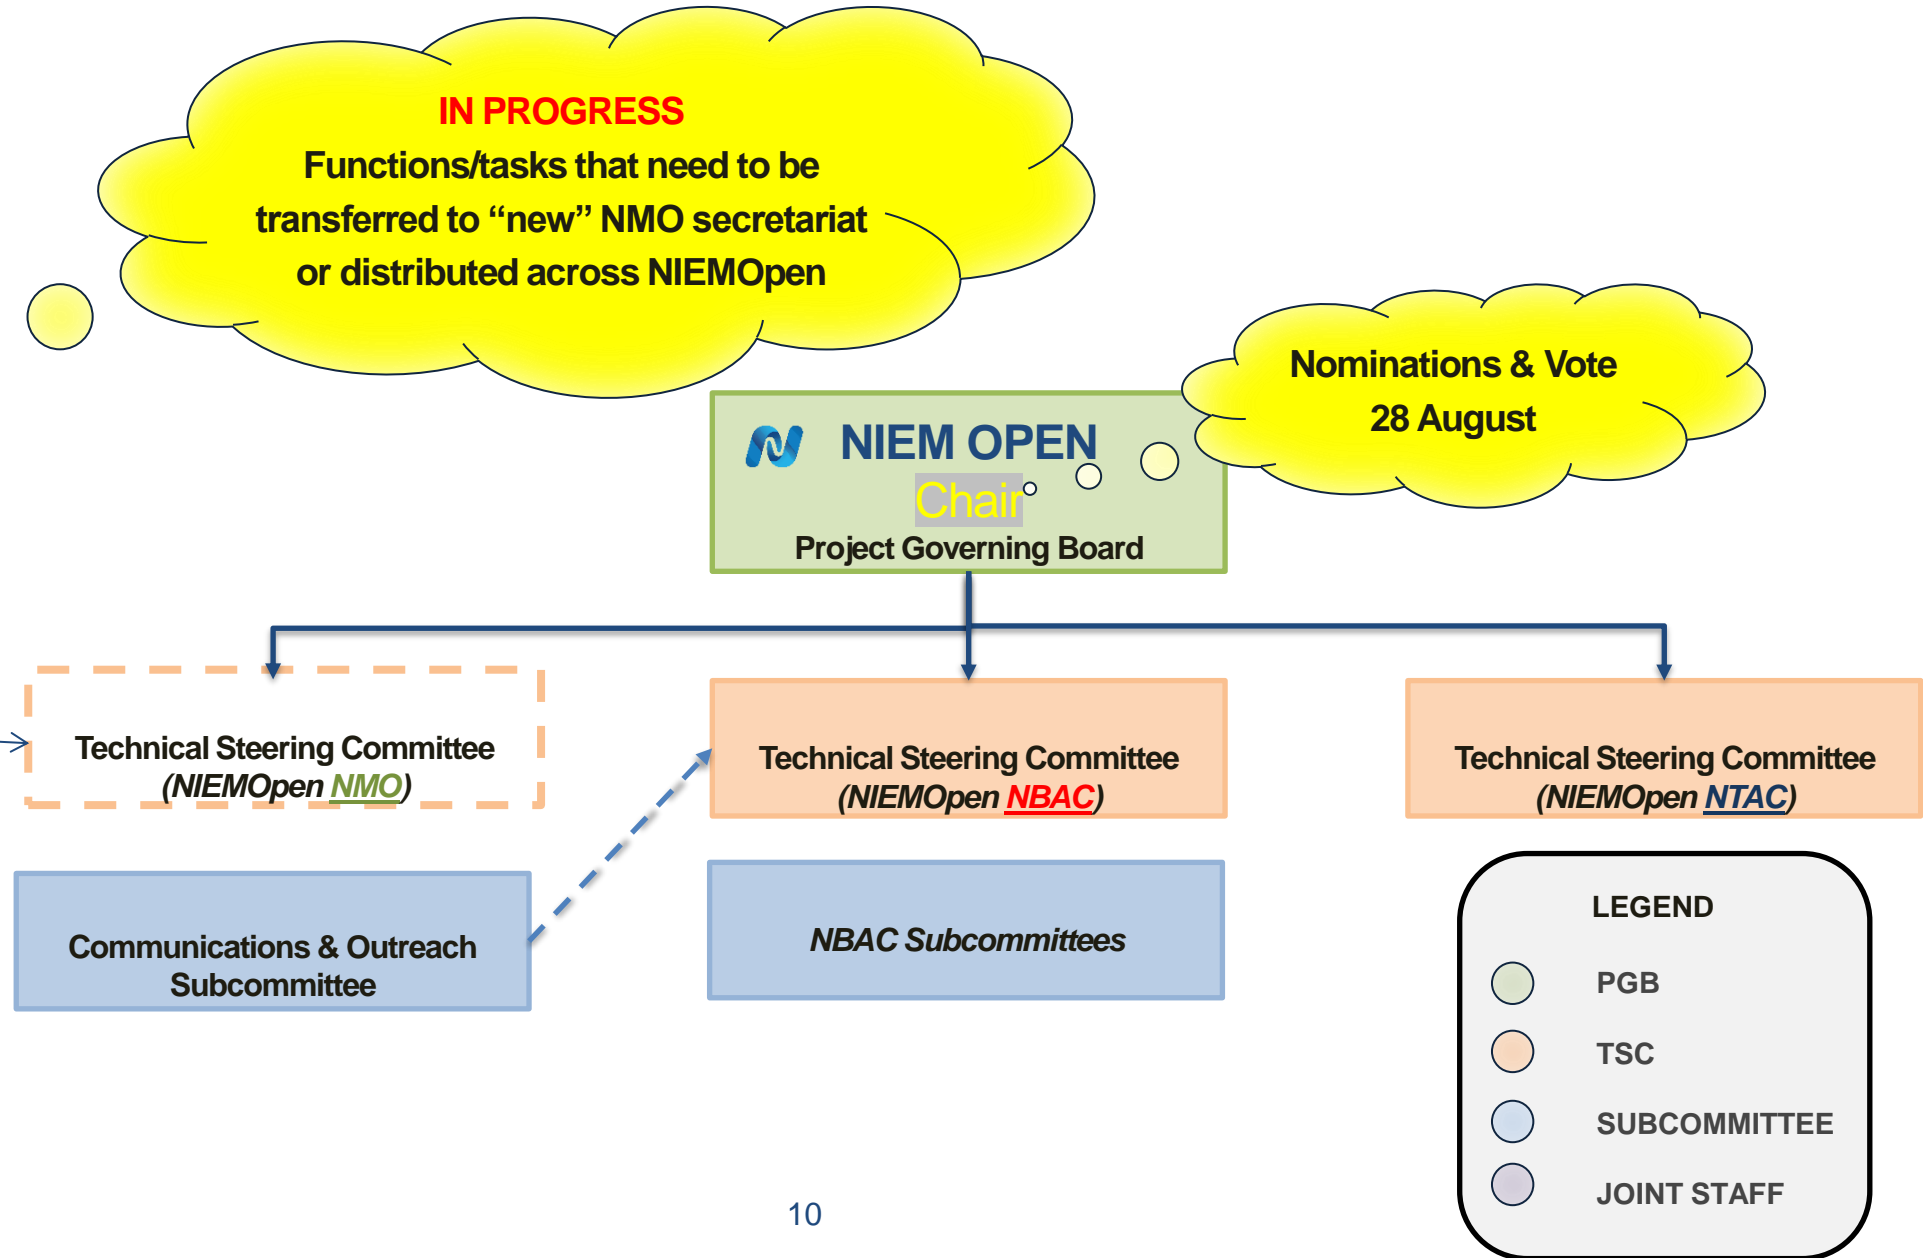 IN PROGRESS
Functions/tasks that need to be
transferred to “new” NMO secretariat
or distributed across NIEMOpen
Nominations & Vote
28 August
NIEM OPEN
Chair
Project Governing Board
Technical Steering Committee
(NIEMOpen NMO)
Technical Steering Committee
(NIEMOpen NBAC)
Technical Steering Committee
(NIEMOpen NTAC)
Communications & Outreach
Subcommittee
NBAC Subcommittees
LEGEND
PGB
TSC
SUBCOMMITTEE
JOINT STAFF
10